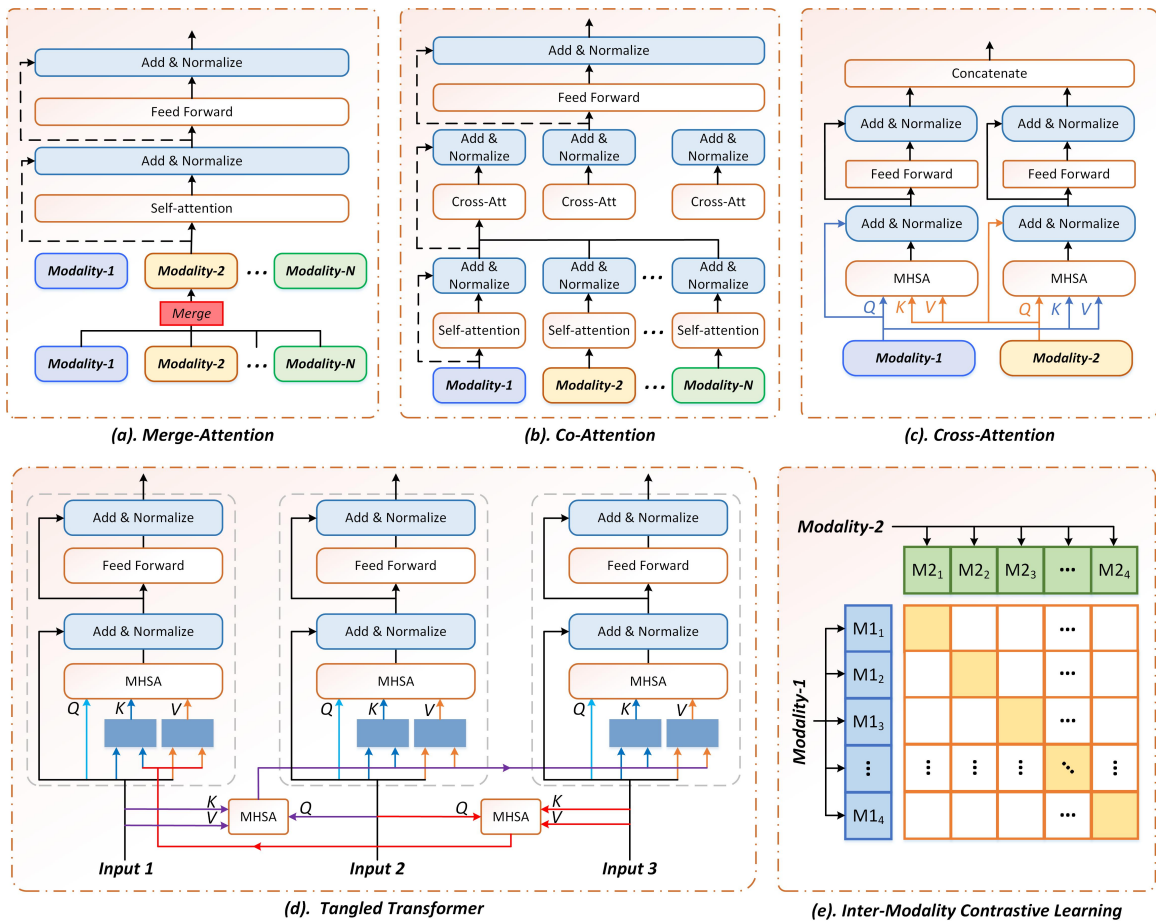 Add & Normalize
Feed Forward
Add & Normalize
Self-attention
Modality-1
Modality-2
...
Modality-N
Merge
Modality-1
Modality-2
...
Modality-N
(a). Merge-Attention
Add & Normalize
Feed Forward
Add &
Normalize
Add &
Normalize
Add &
Normalize
Cross-Att
Cross-Att
Cross-Att
Add &
Normalize
Add &
Normalize
...
Add &
Normalize
Self-attention
Self-attention
...
Self-attention
Modality-1
Modality-2
...
Modality-N
(b). Co-Attention
Concatenate
Add & Normalize
Add & Normalize
Feed Forward
Feed Forward
Add & Normalize
Add & Normalize
MHSA
MHSA
Q K V Q K V
Modality-1
Modality-2
(c). Cross-Attention
Add & Normalize
Add & Normalize
Add & Normalize
Feed Forward
Feed Forward
Feed Forward
Add & Normalize
Add & Normalize
Add & Normalize
MHSA
MHSA
MHSA
Q K V
Q K V
Q K V
K
V
MHSA
Q
Q
MHSA
K
V
Input 1
Input 2
Input 3
(d). Tangled Transformer
Modality-2
M2₁ M2₂ M2₃ ... M2₄
Modality-1
M1₁ ...
M1₂ ...
M1₃ ...
⋮ ⋮ ⋮ ⋮ ⋱ ⋮
M1₄ ...
(e). Inter-Modality Contrastive Learning